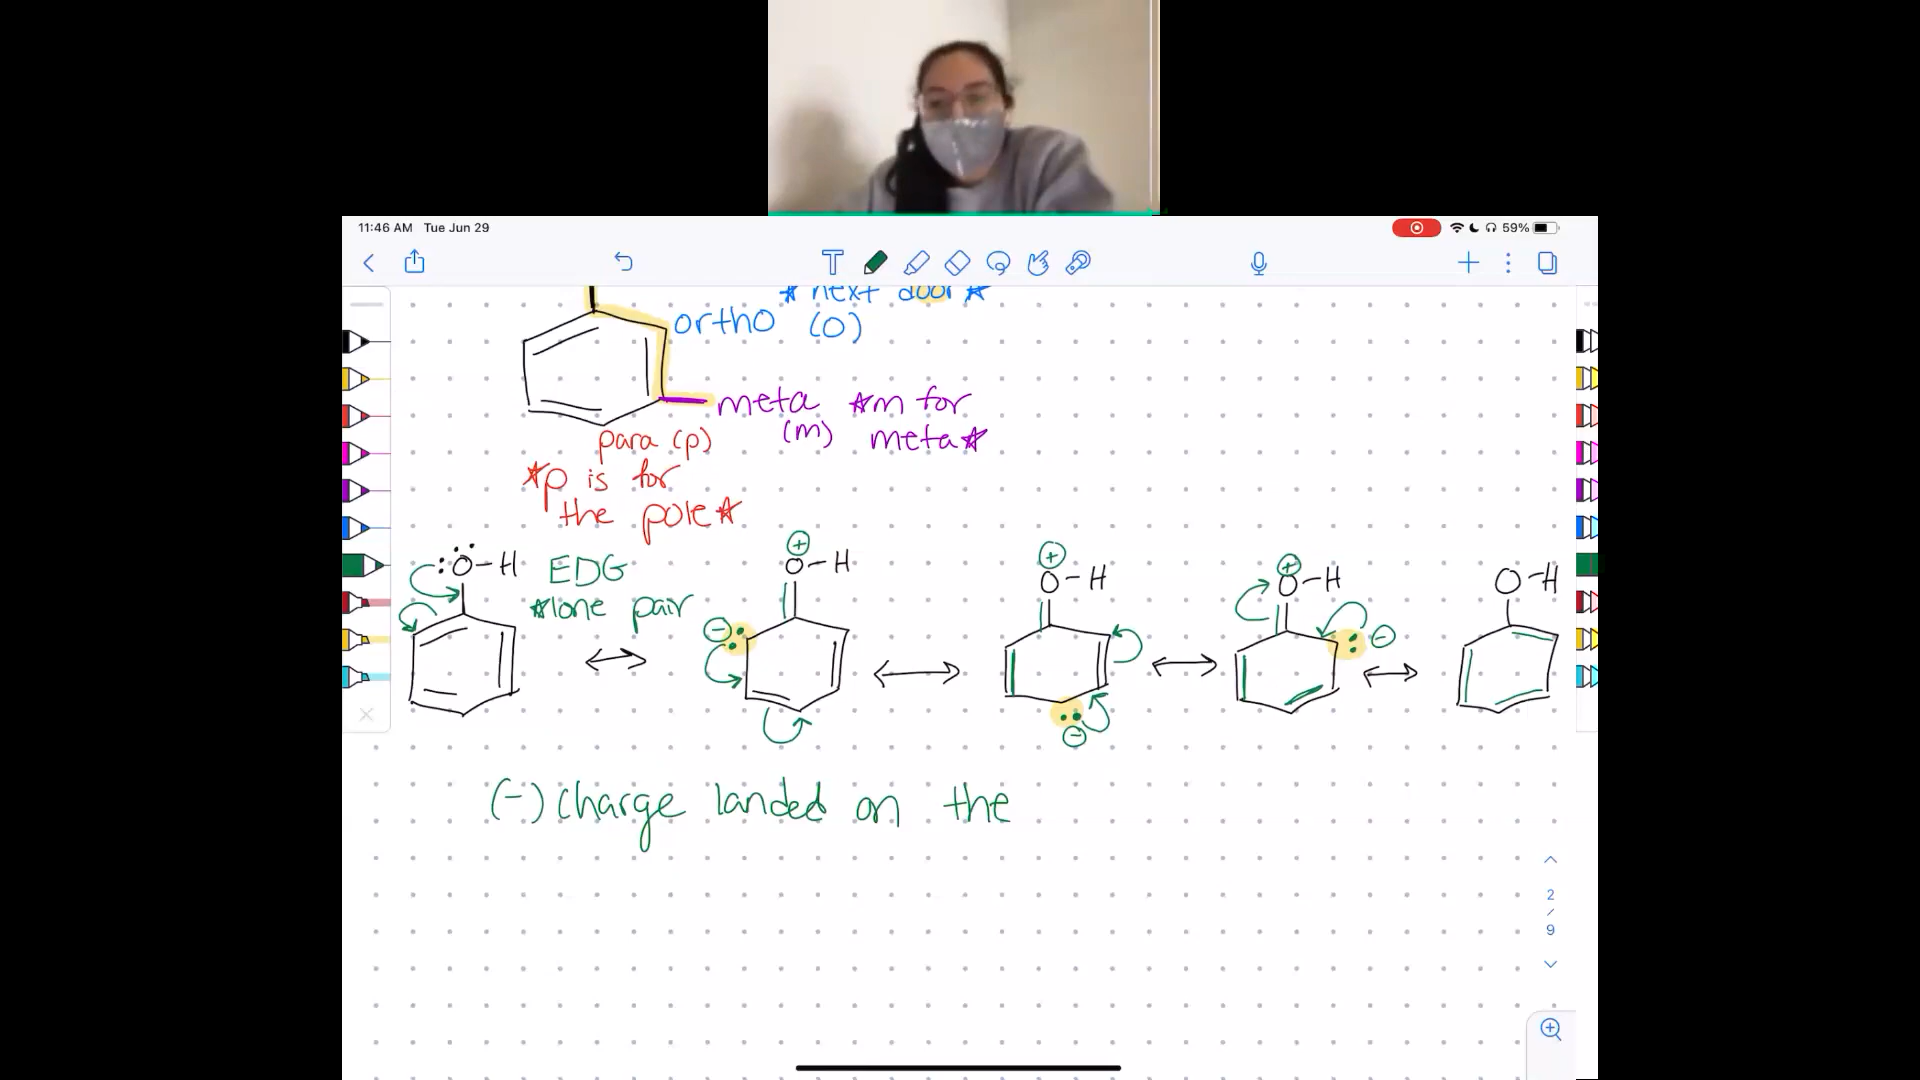 11:46 AM Tue Jun 29
59%
T
* next door *
ortho (o)
meta *m for
(m) meta*
para (p)
*p is for
the pole*
:O-H EDG
*lone pair
O-H
O-H
O-H
O-H
(-) charge landed on the
2
/
9